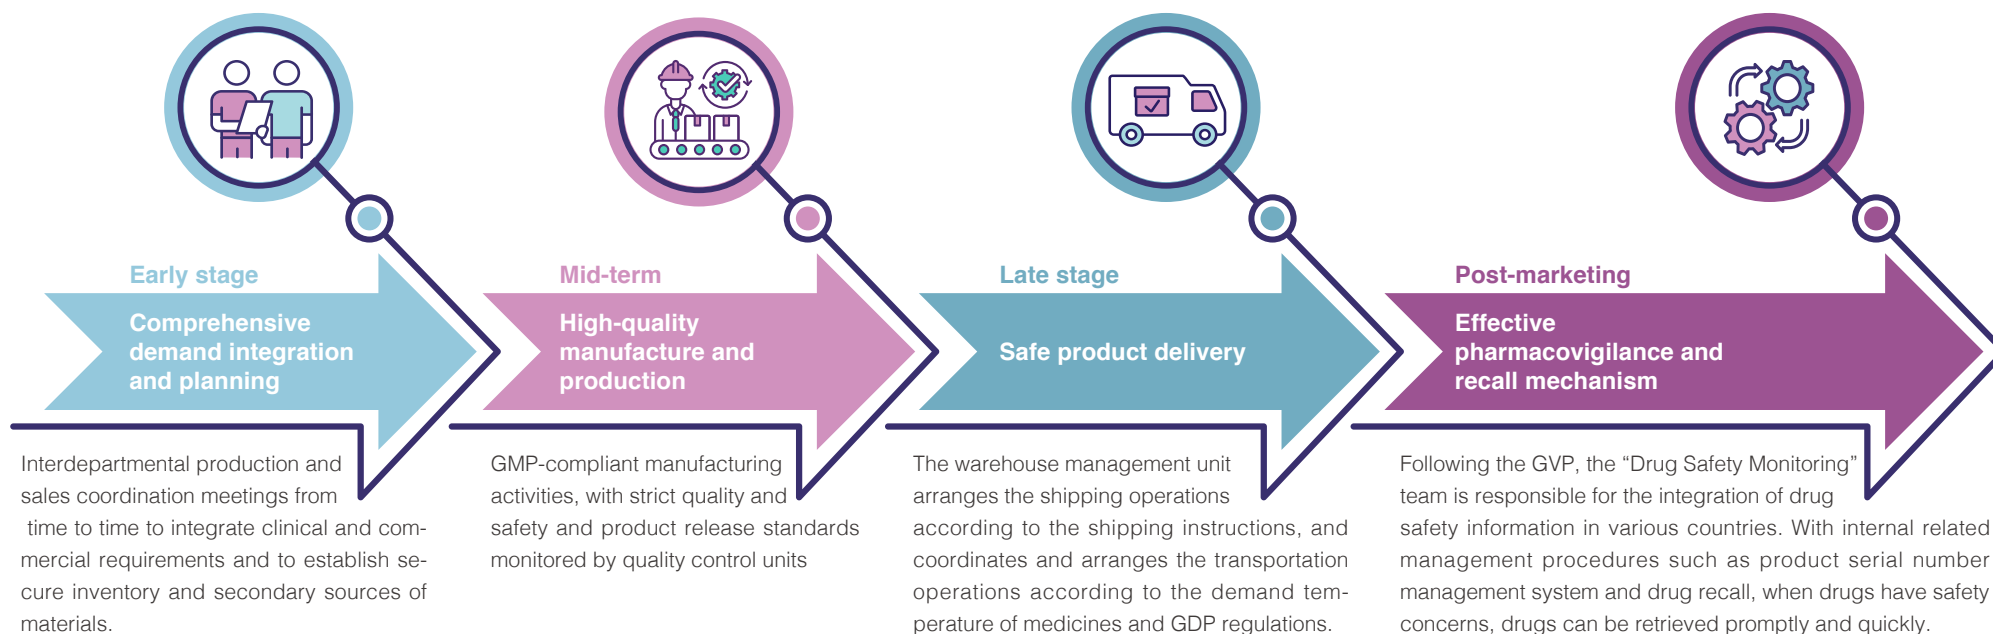 Early stage
Comprehensive
demand integration
and planning
Interdepartmental production and
sales coordination meetings from
time to time to integrate clinical and com-
mercial requirements and to establish se-
cure inventory and secondary sources of
materials.
Mid-term
High-quality
manufacture and
production
GMP-compliant manufacturing
activities, with strict quality and
safety and product release standards
monitored by quality control units
Late stage
Safe product delivery
The warehouse management unit
arranges the shipping operations
according to the shipping instructions, and
coordinates and arranges the transportation
operations according to the demand tem-
perature of medicines and GDP regulations.
Post-marketing
Effective
pharmacovigilance and
recall mechanism
Following the GVP, the “Drug Safety Monitoring”
team is responsible for the integration of drug
safety information in various countries. With internal related
management procedures such as product serial number
management system and drug recall, when drugs have safety
concerns, drugs can be retrieved promptly and quickly.